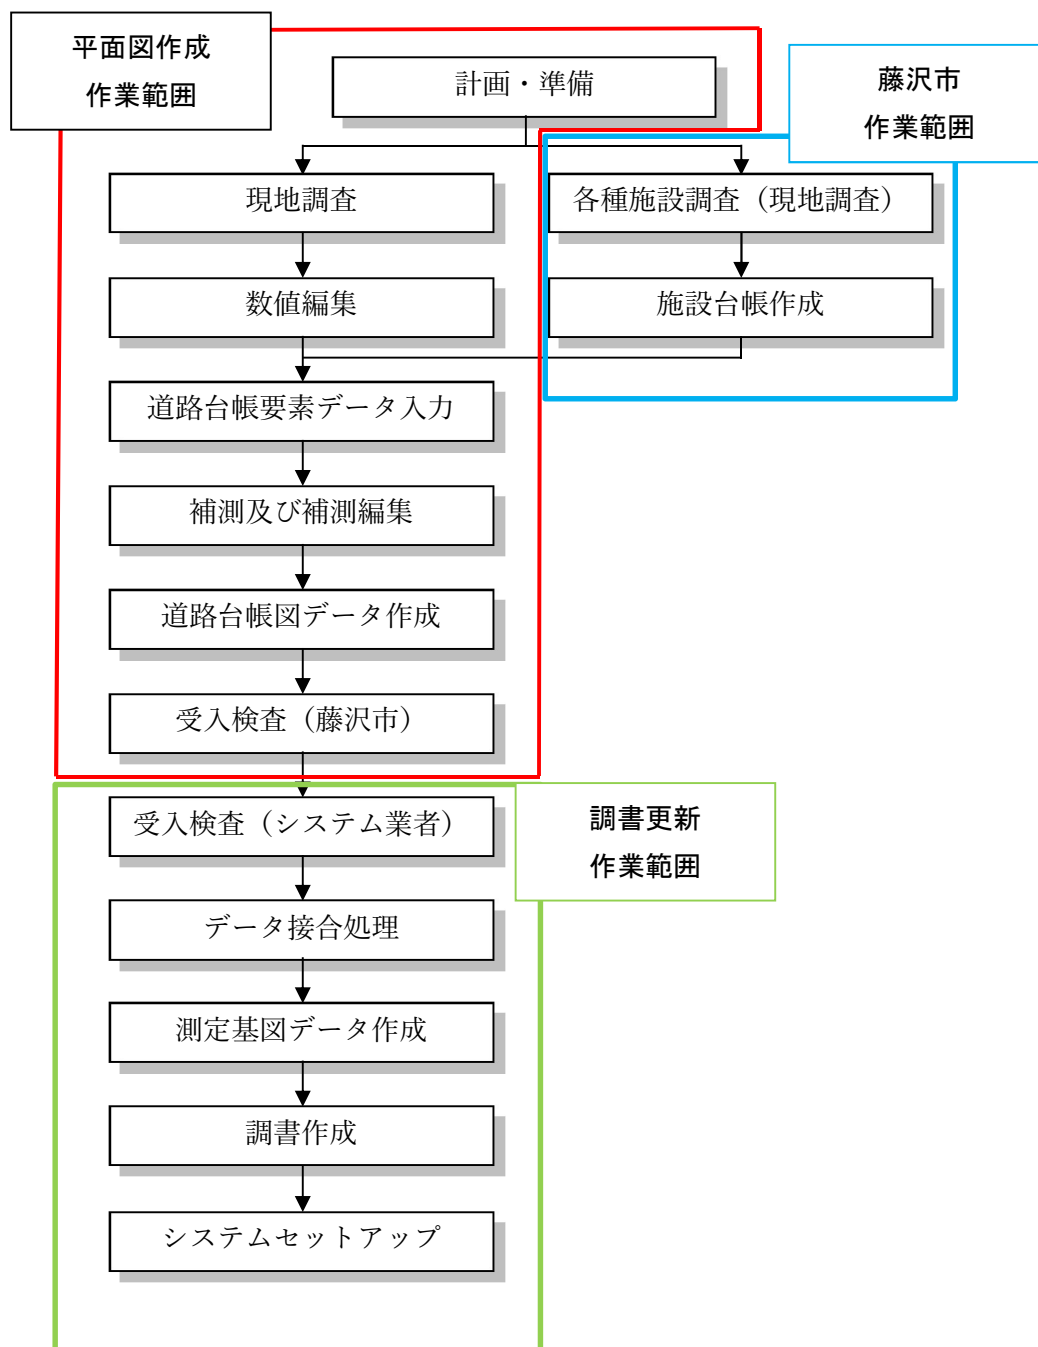 平面図作成
作業範囲
計画・準備
藤沢市
作業範囲
現地調査
各種施設調査（現地調査）
数値編集
施設台帳作成
道路台帳要素データ入力
補測及び補測編集
道路台帳図データ作成
受入検査（藤沢市）
受入検査（システム業者）
調書更新
作業範囲
データ接合処理
測定基図データ作成
調書作成
システムセットアップ